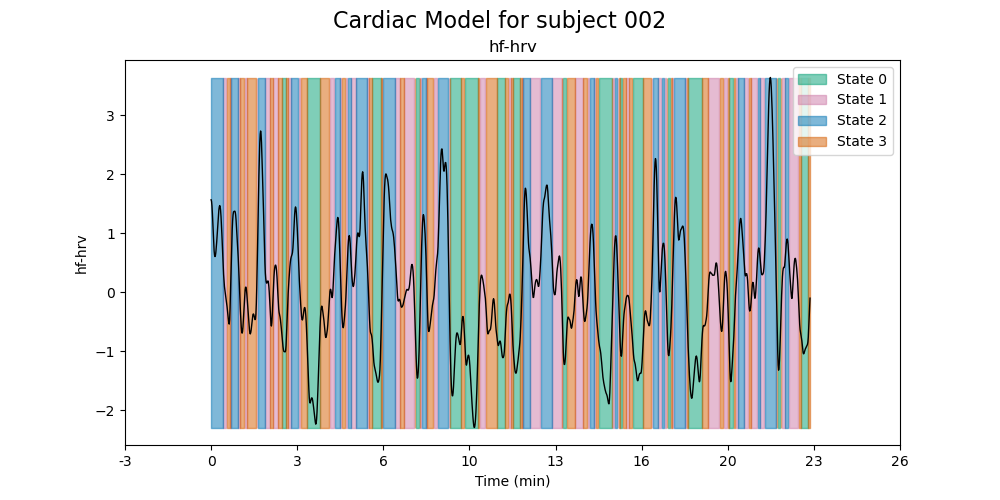 Cardiac Model for subject 002
hf-hrv
State 0
State 1
State 2
State 3
hf-hrv
3
2
1
0
−1
−2
-3
0
3
6
10
13
16
20
23
26
Time (min)